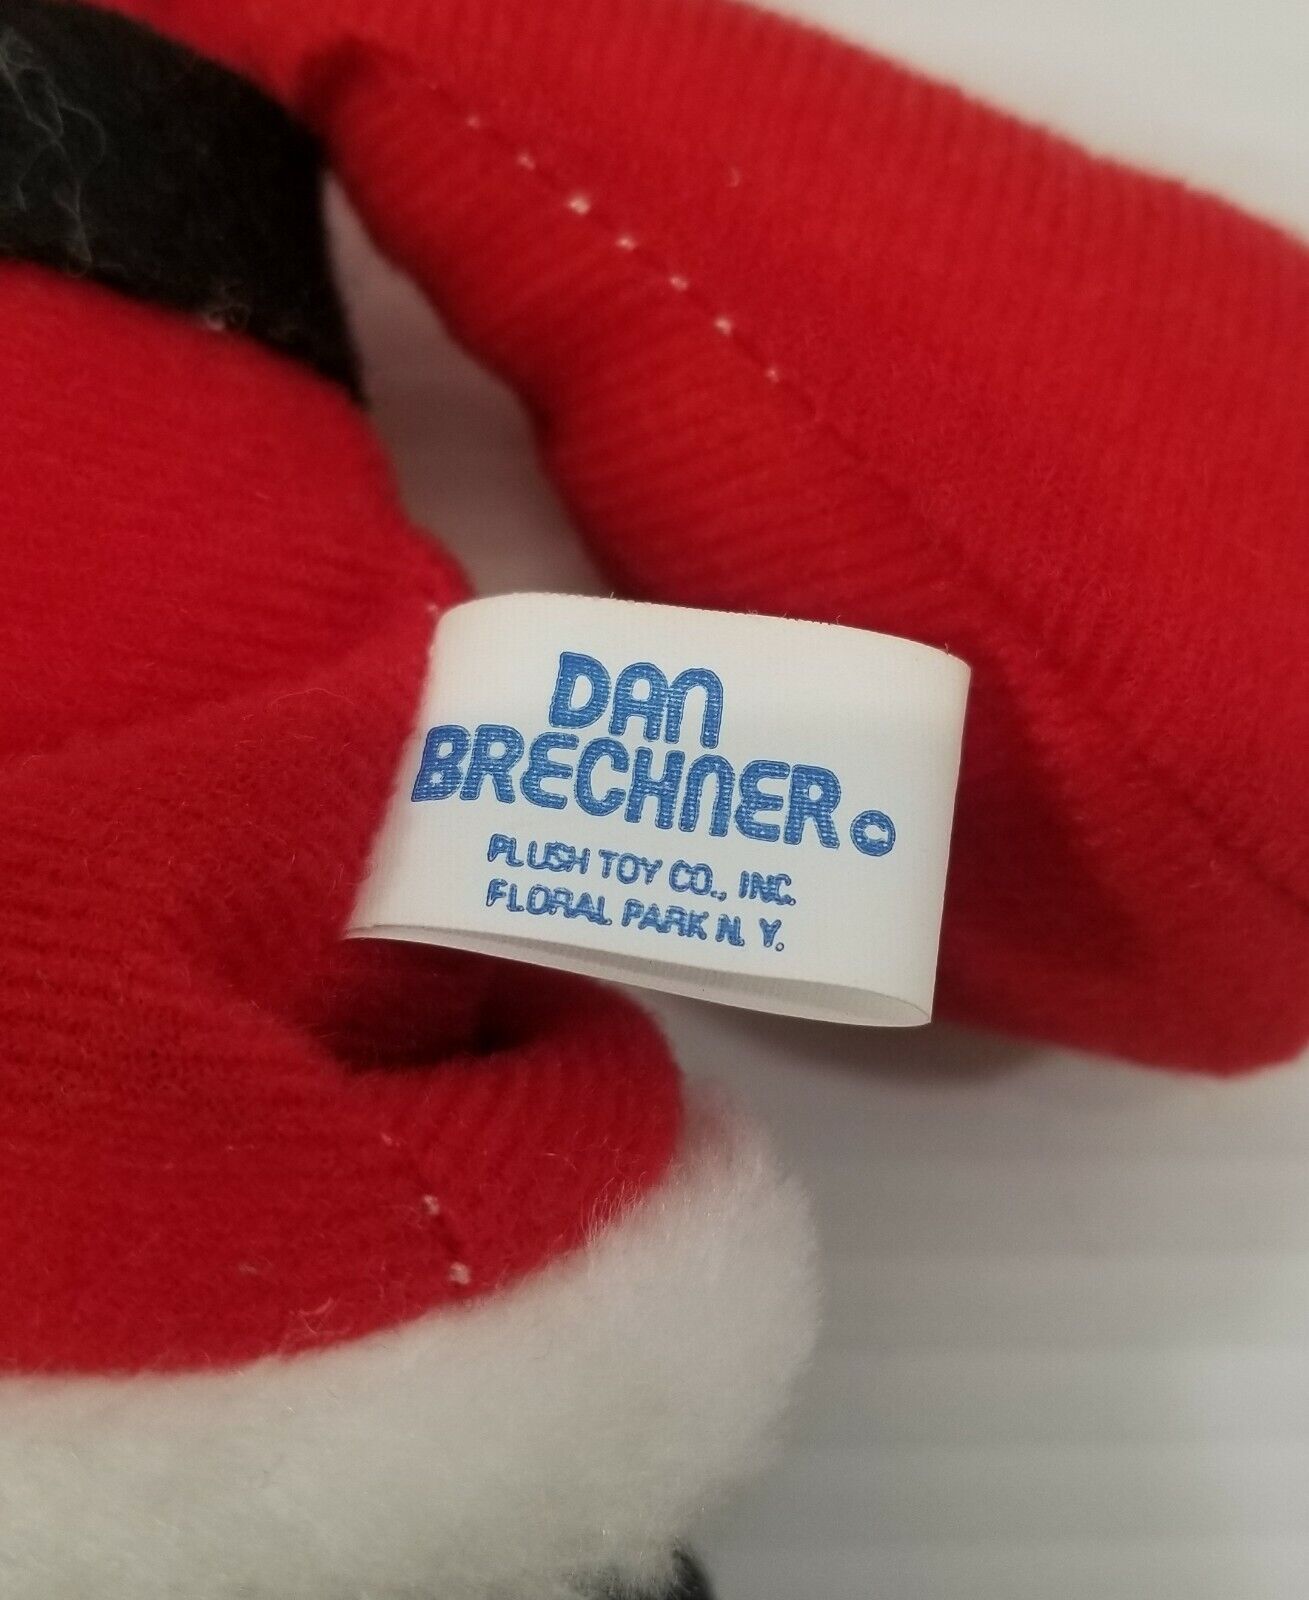 DAN
BRECHNER ©
PLUSH TOY CO., INC.
FLORAL PARK N. Y.